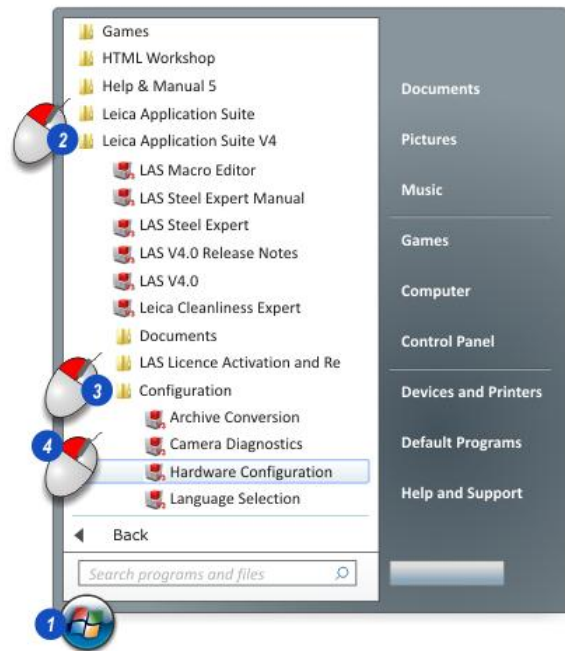 Games
HTML Workshop
Help & Manual 5
Leica Application Suite
2
Leica Application Suite V4
LAS Macro Editor
LAS Steel Expert Manual
LAS Steel Expert
LAS V4.0 Release Notes
LAS V4.0
Leica Cleanliness Expert
Documents
LAS Licence Activation and Re
3
Configuration
Archive Conversion
4
Camera Diagnostics
Hardware Configuration
Language Selection
Back
Search programs and files
1
Documents
Pictures
Music
Games
Computer
Control Panel
Devices and Printers
Default Programs
Help and Support